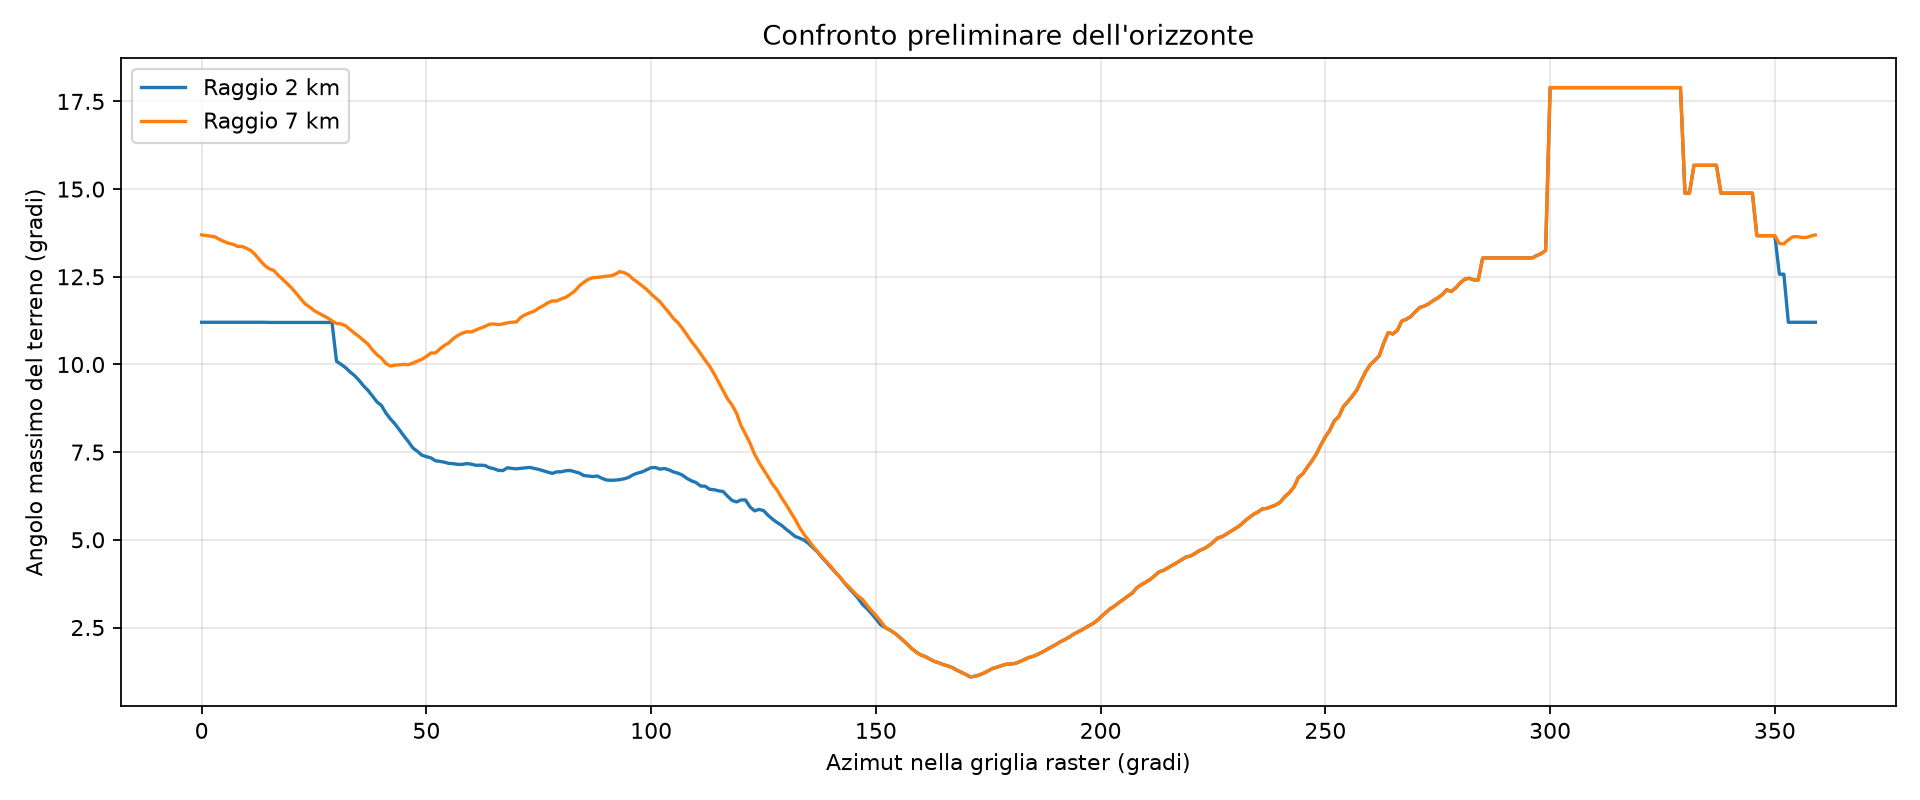 Confronto preliminare dell'orizzonte
Raggio 2 km
Raggio 7 km
Angolo massimo del terreno (gradi)
17.5
15.0
12.5
10.0
7.5
5.0
2.5
0 50 100 150 200 250 300 350
Azimut nella griglia raster (gradi)